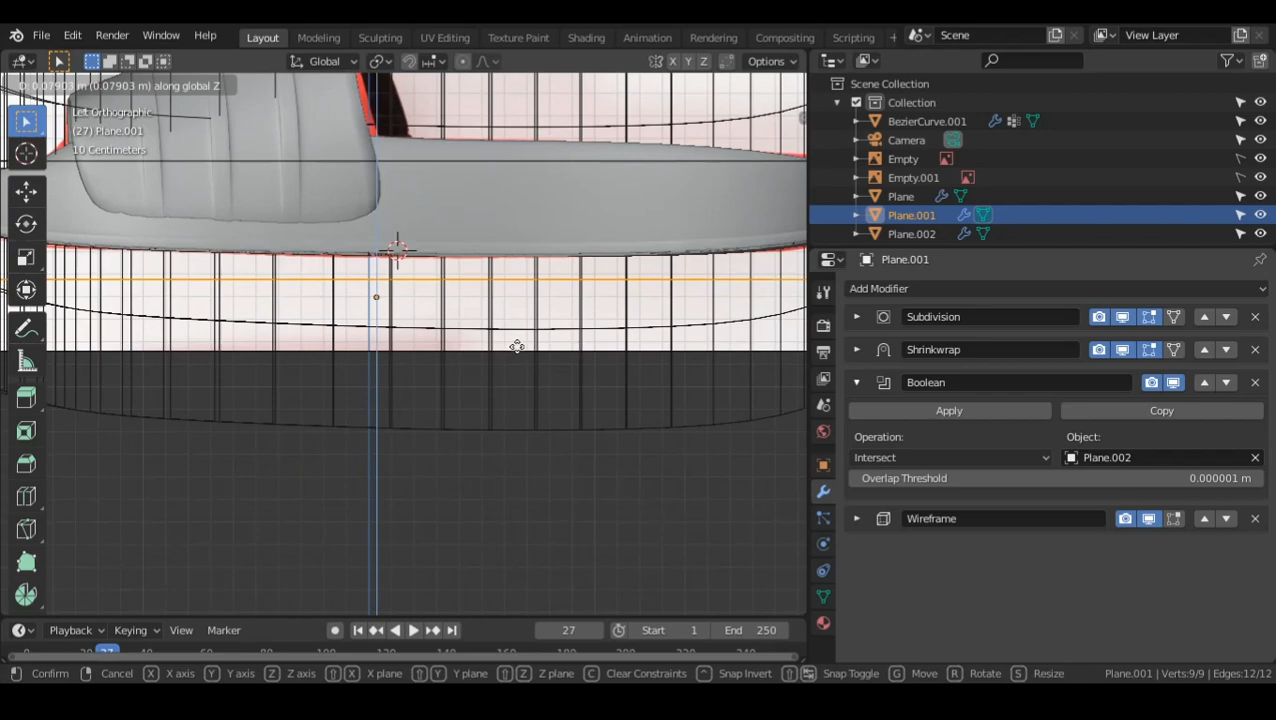 File Edit Render Window Help Layout Modeling Sculpting UV Editing Texture Paint Shading Animation Rendering Compositing Scripting + Scene View Layer
Global X Y Z Options
D: 0.07903 m (0.07903 m) along global Z
Left Orthographic
(27) Plane.001
10 Centimeters
Scene Collection
Collection
BezierCurve.001
Camera
Empty
Empty.001
Plane
Plane.001
Plane.002
Plane.001
Add Modifier
Subdivision
Shrinkwrap
Boolean
Apply Copy
Operation: Object:
Intersect Plane.002
Overlap Threshold 0.000001 m
Wireframe
Playback Keying View Marker 27 Start 1 End 250
27
Confirm Cancel X X axis Y Y axis Z Z axis X X plane Y Y plane Z Z plane C Clear Constraints Snap Invert Snap Toggle G Move R Rotate S Resize Plane.001 | Verts:9/9 | Edges:12/12